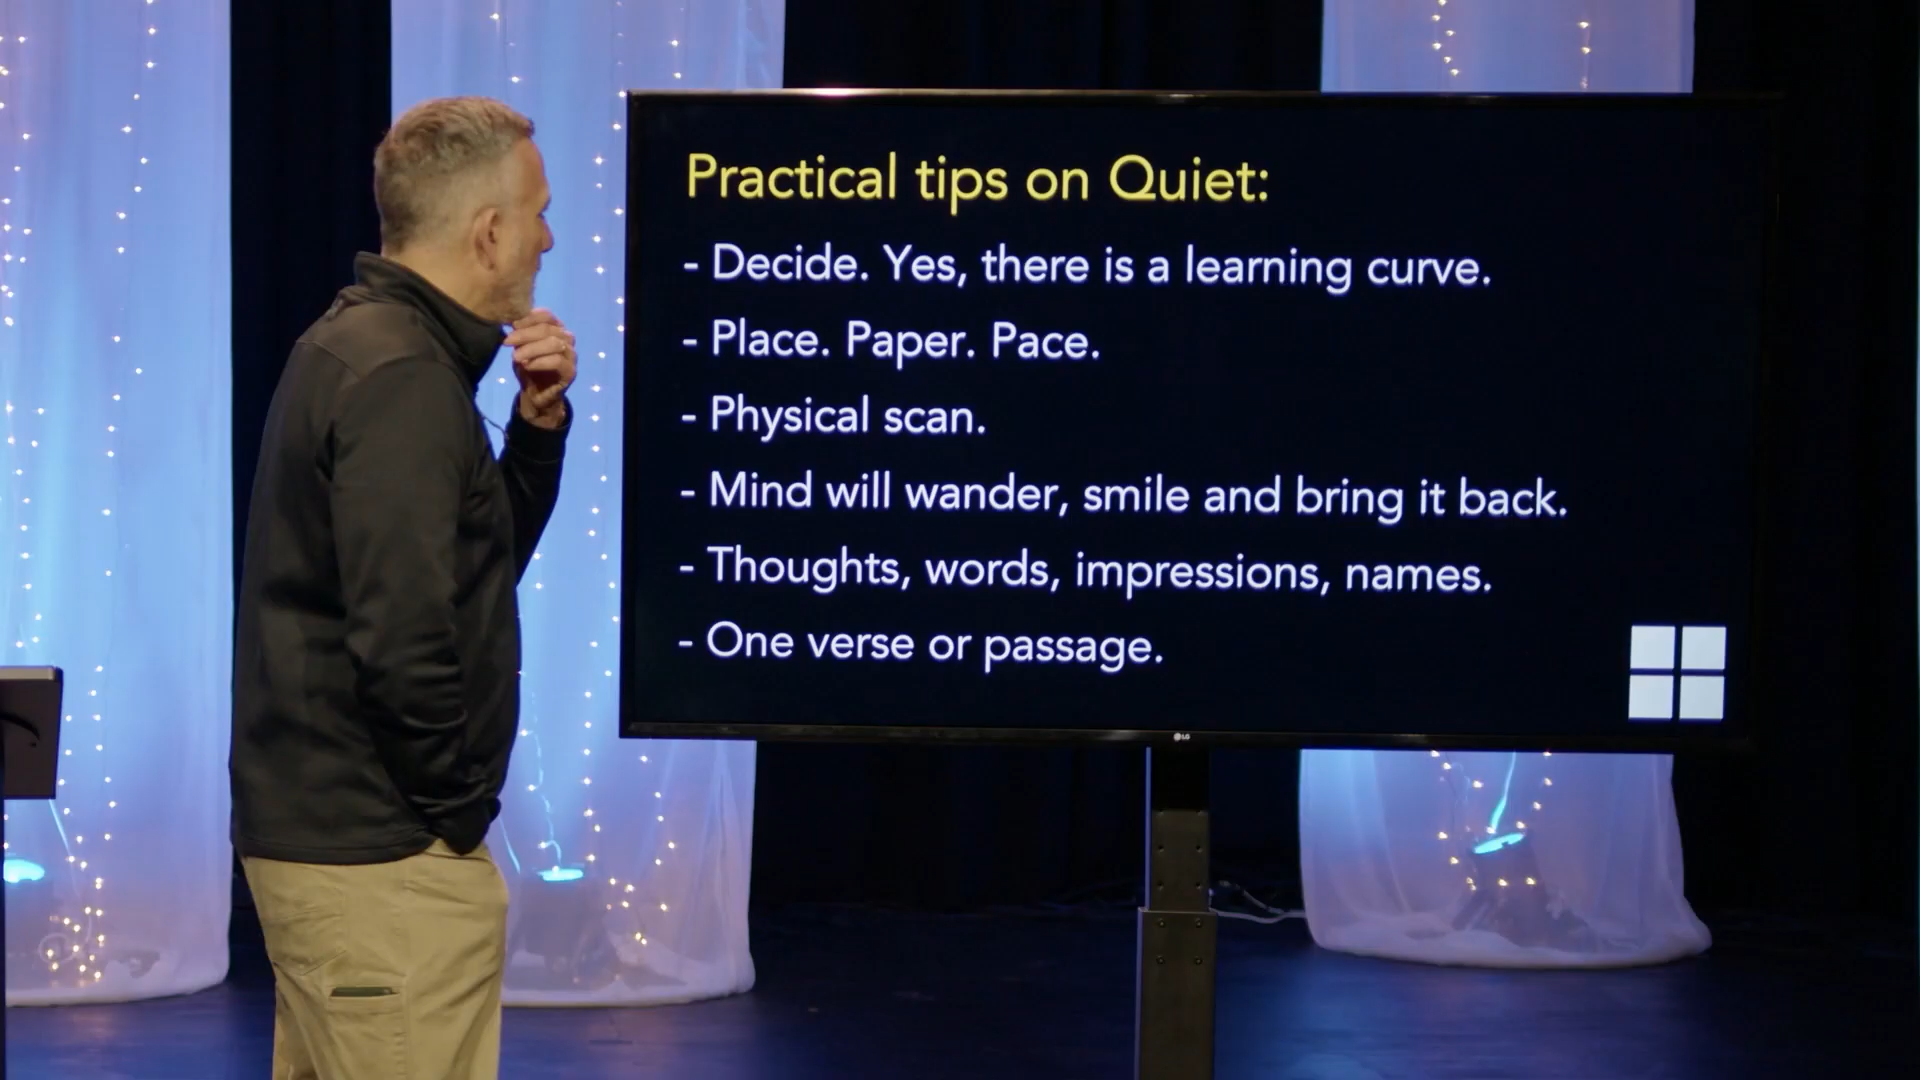 Practical tips on Quiet:
- Decide. Yes, there is a learning curve.
- Place. Paper. Pace.
- Physical scan.
- Mind will wander, smile and bring it back.
- Thoughts, words, impressions, names.
- One verse or passage.
LG